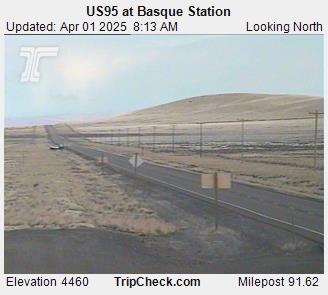 US95 at Basque Station
Updated: Apr 01 2025 8:13 AM Looking North
Elevation 4460 TripCheck.com Milepost 91.62